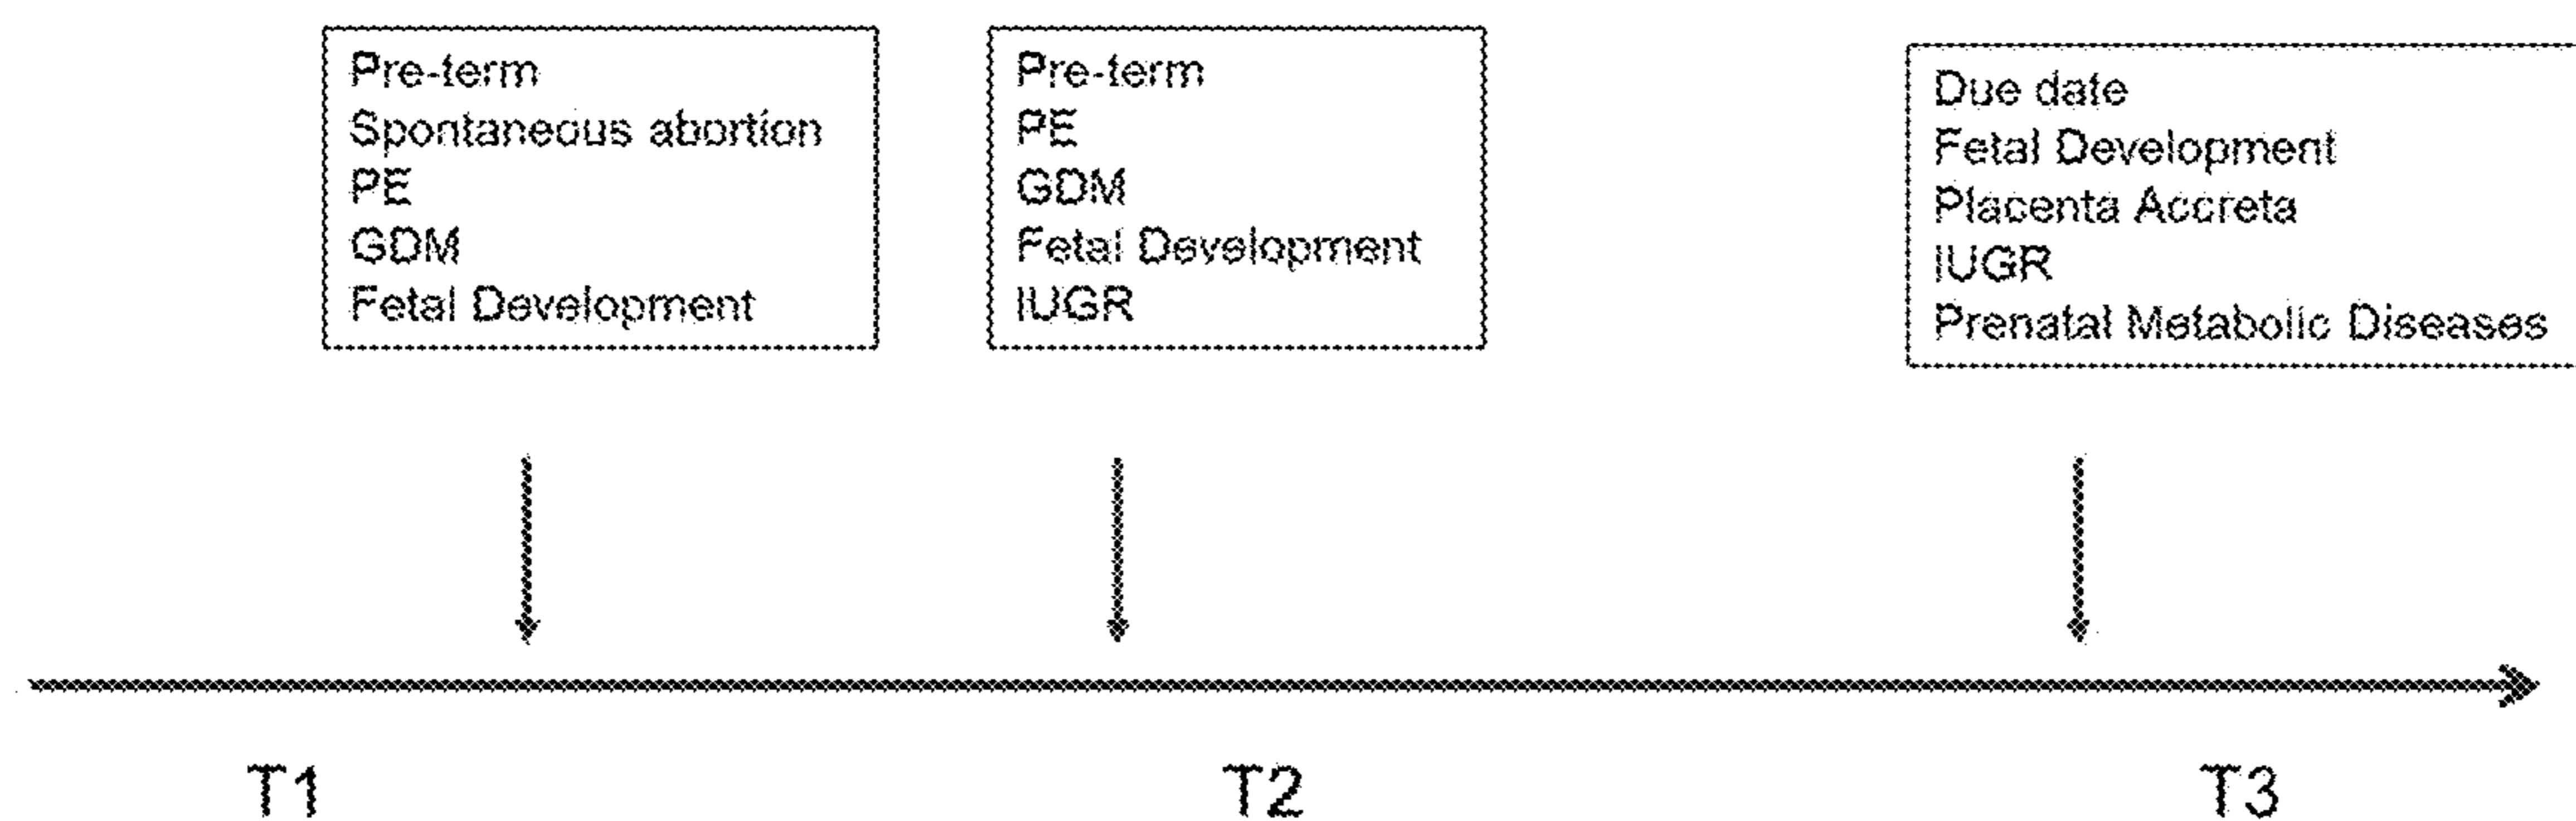 Pre-term
Spontaneous abortion
PE
GDM
Fetal Development
Pre-term
PE
GDM
Fetal Development
IUGR
Due date
Fetal Development
Placenta Accreta
IUGR
Prenatal Metabolic Diseases
T1
T2
T3